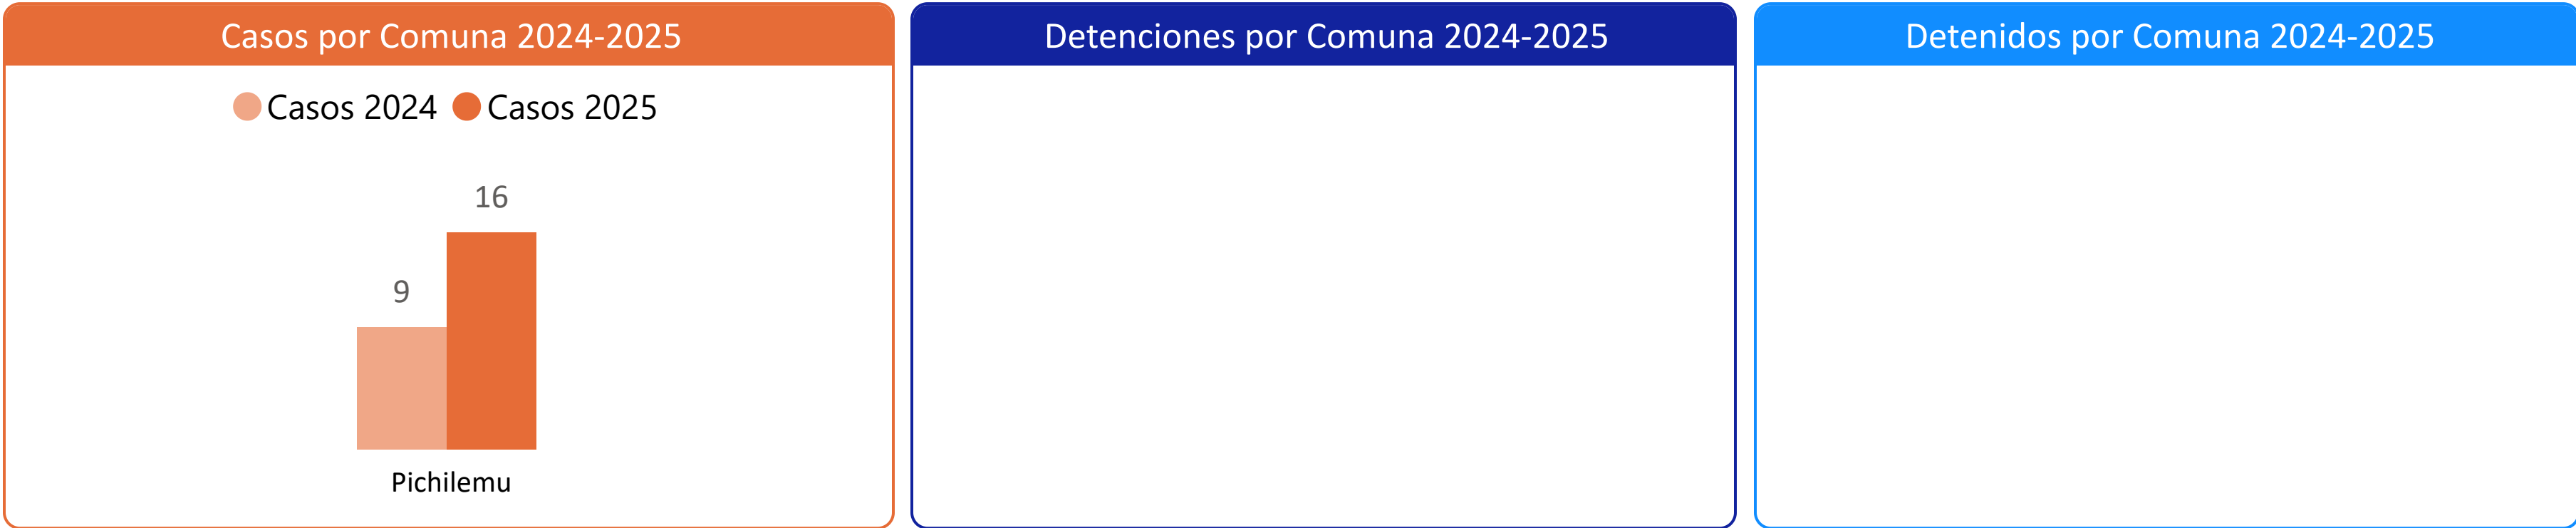 Casos por Comuna 2024-2025
Casos 2024 Casos 2025
16
9
Pichilemu
Detenciones por Comuna 2024-2025
Detenidos por Comuna 2024-2025